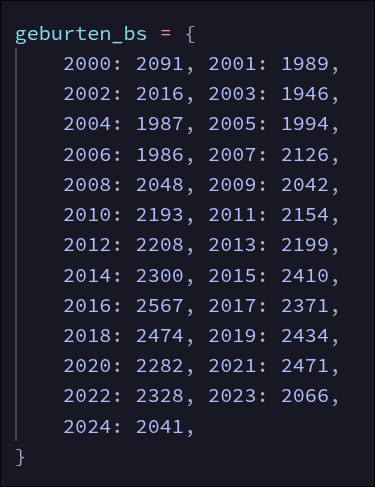 geburten_bs = {
    2000: 2091, 2001: 1989,
    2002: 2016, 2003: 1946,
    2004: 1987, 2005: 1994,
    2006: 1986, 2007: 2126,
    2008: 2048, 2009: 2042,
    2010: 2193, 2011: 2154,
    2012: 2208, 2013: 2199,
    2014: 2300, 2015: 2410,
    2016: 2567, 2017: 2371,
    2018: 2474, 2019: 2434,
    2020: 2282, 2021: 2471,
    2022: 2328, 2023: 2066,
    2024: 2041,
}